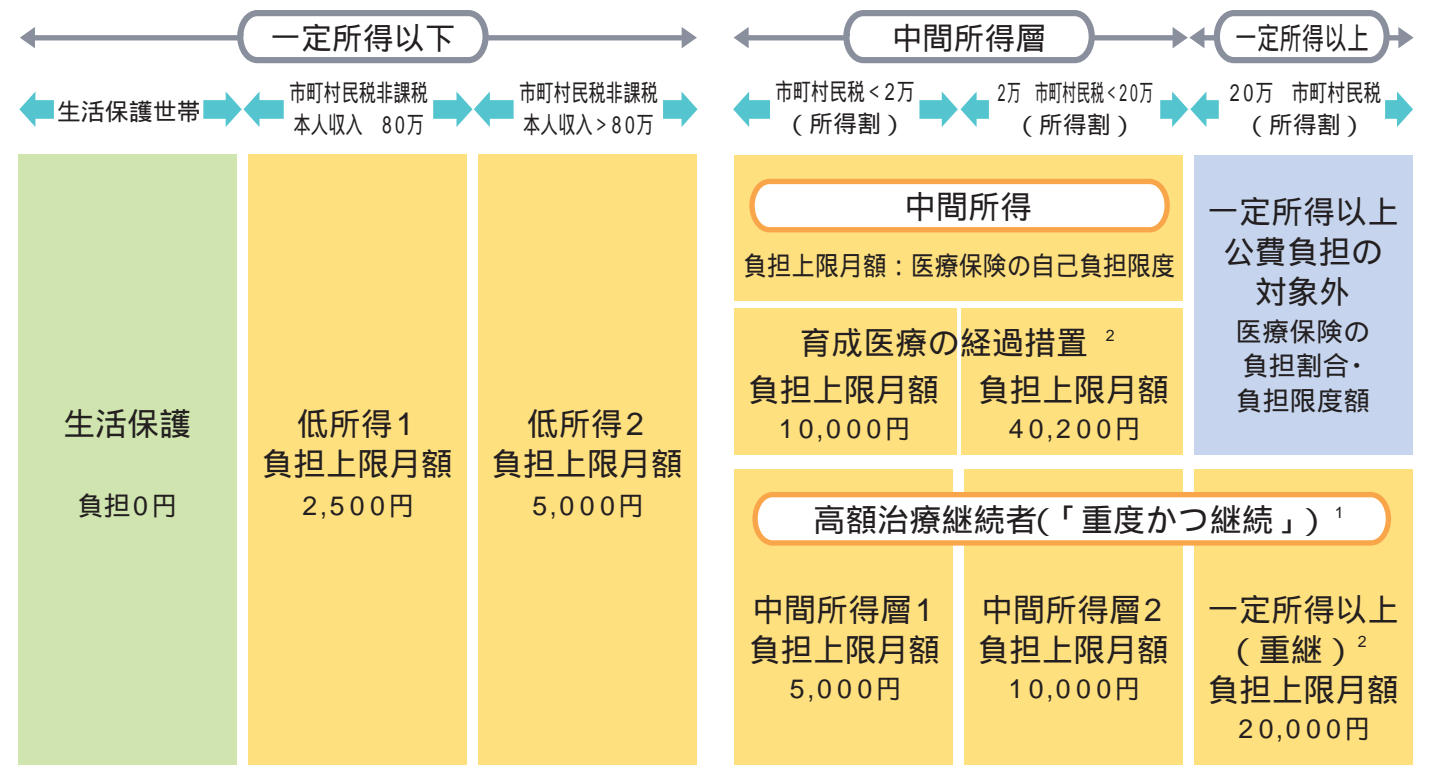 一定所得以下
中間所得層
一定所得以上
生活保護世帯
市町村民税非課税
本人収入 80万
市町村民税非課税
本人収入>80万
市町村民税<2万
(所得割)
2万 市町村民税<20万
(所得割)
20万 市町村民税
(所得割)
生活保護
負担0円
低所得1
負担上限月額
2,500円
低所得2
負担上限月額
5,000円
中間所得
負担上限月額:医療保険の自己負担限度
育成医療の経過措置 2
負担上限月額
10,000円
負担上限月額
40,200円
一定所得以上
公費負担の
対象外
医療保険の
負担割合・
負担限度額
高額治療継続者(「重度かつ継続」) 1
中間所得層1
負担上限月額
5,000円
中間所得層2
負担上限月額
10,000円
一定所得以上
(重継) 2
負担上限月額
20,000円